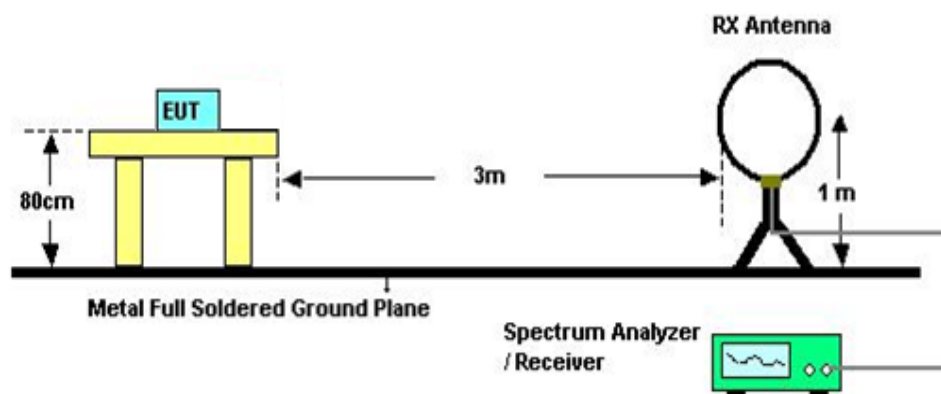 RX Antenna
EUT
80cm
3m
1 m
Metal Full Soldered Ground Plane
Spectrum Analyzer
/ Receiver